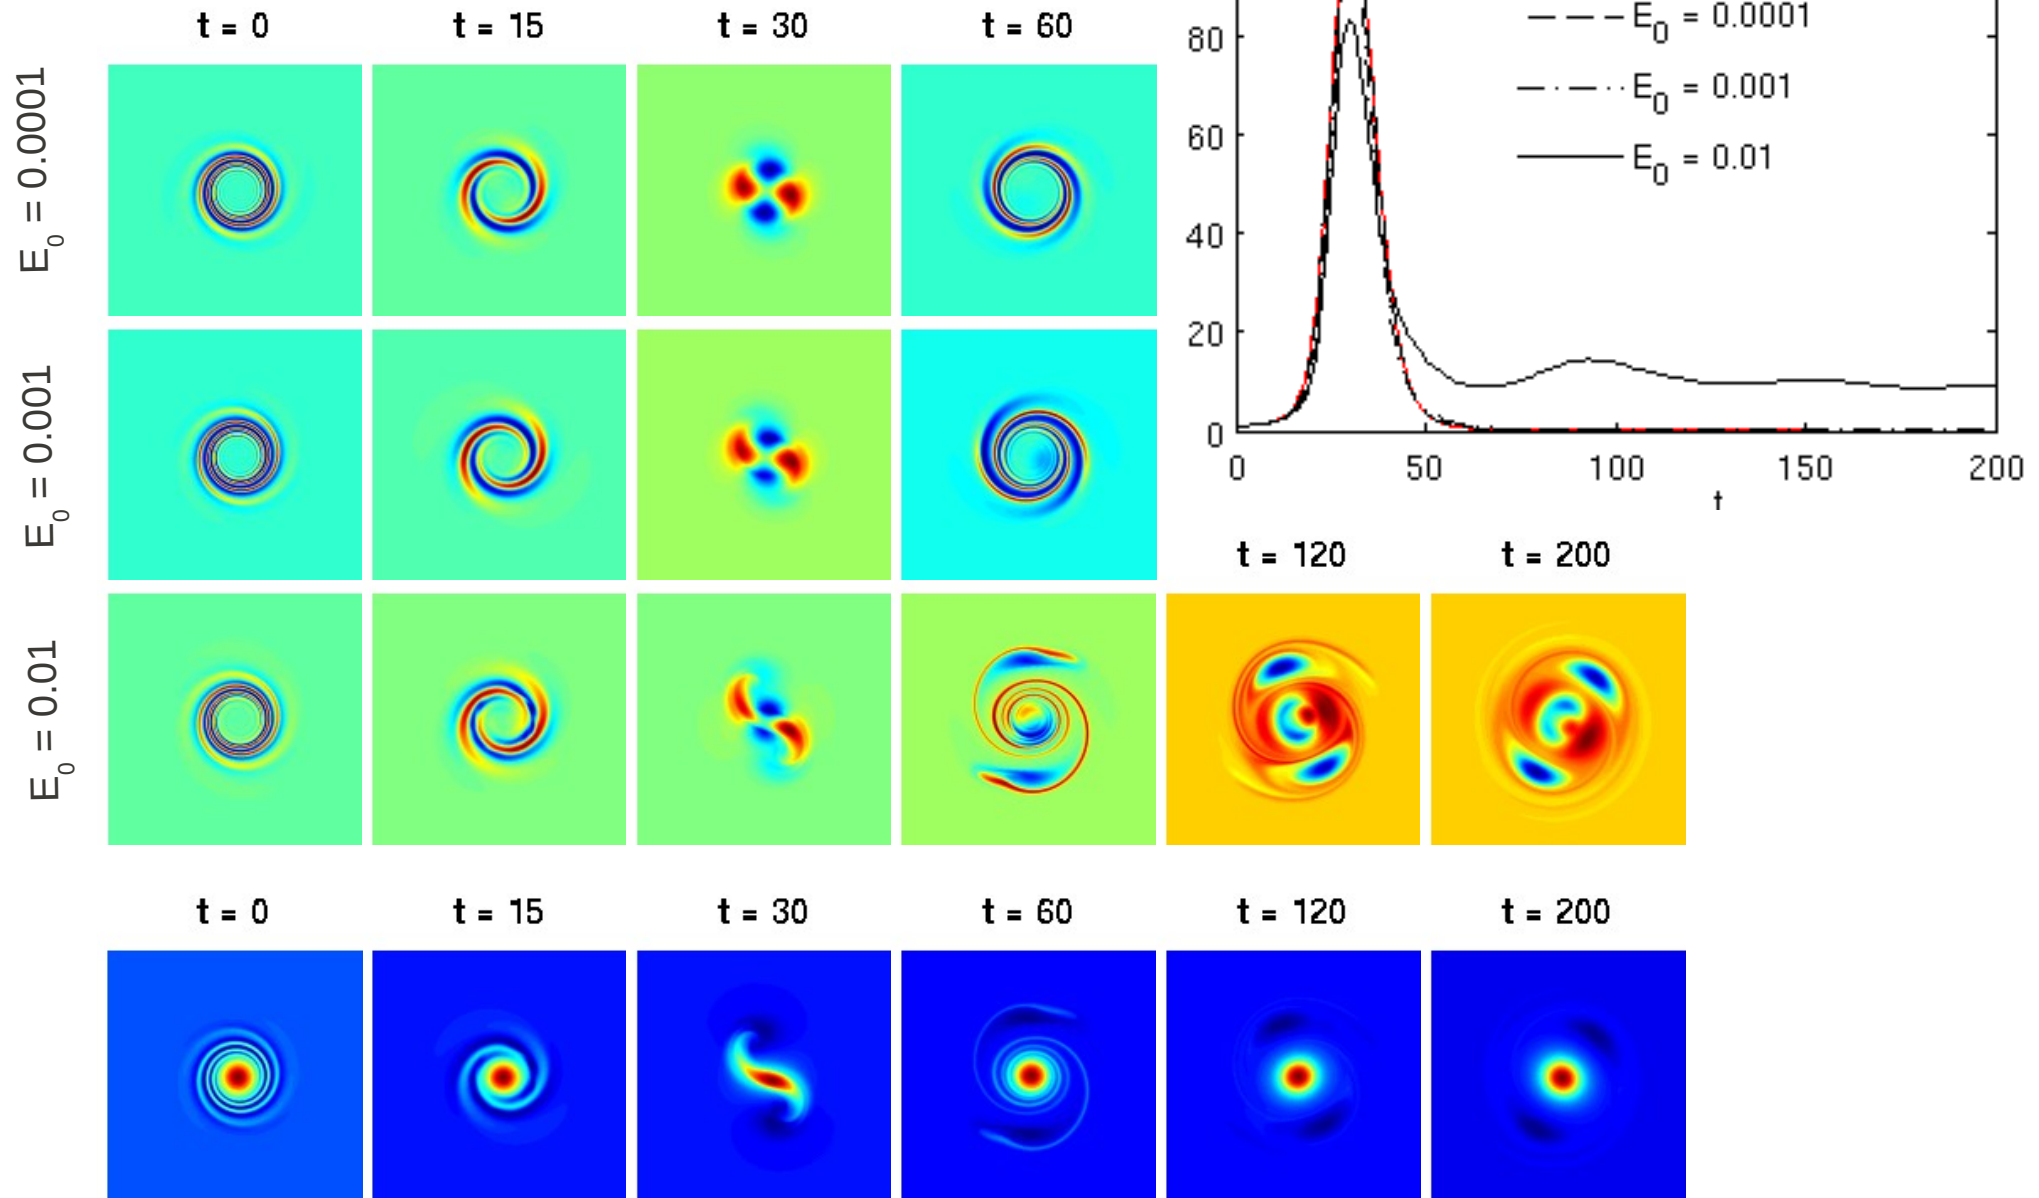 t = 0 t = 15 t = 30 t = 60
E0 = 0.0001
E0 = 0.001
E0 = 0.01
80
60
40
20
0
0 50 100 150 200
t
E0 = 0.0001
E0 = 0.001
E0 = 0.01
t = 120 t = 200
t = 0 t = 15 t = 30 t = 60 t = 120 t = 200